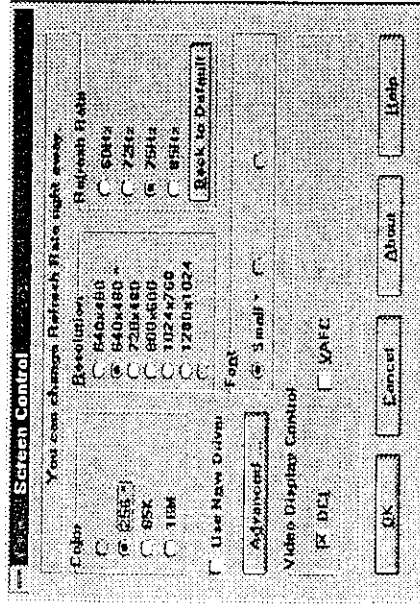 Screen Control
You can change Refresh Rate right away.
Color
256 *
65K
16M
Resolution
640x480
640x480 *
720x480
800x600
1024x768
1280x1024
Refresh Rate
60Hz
72Hz
75Hz
85Hz
Back to Default
Use New Driver
Advanced ...
Font
Small *
Video Display Control
DCI
VAFC
OK
Cancel
About
Help